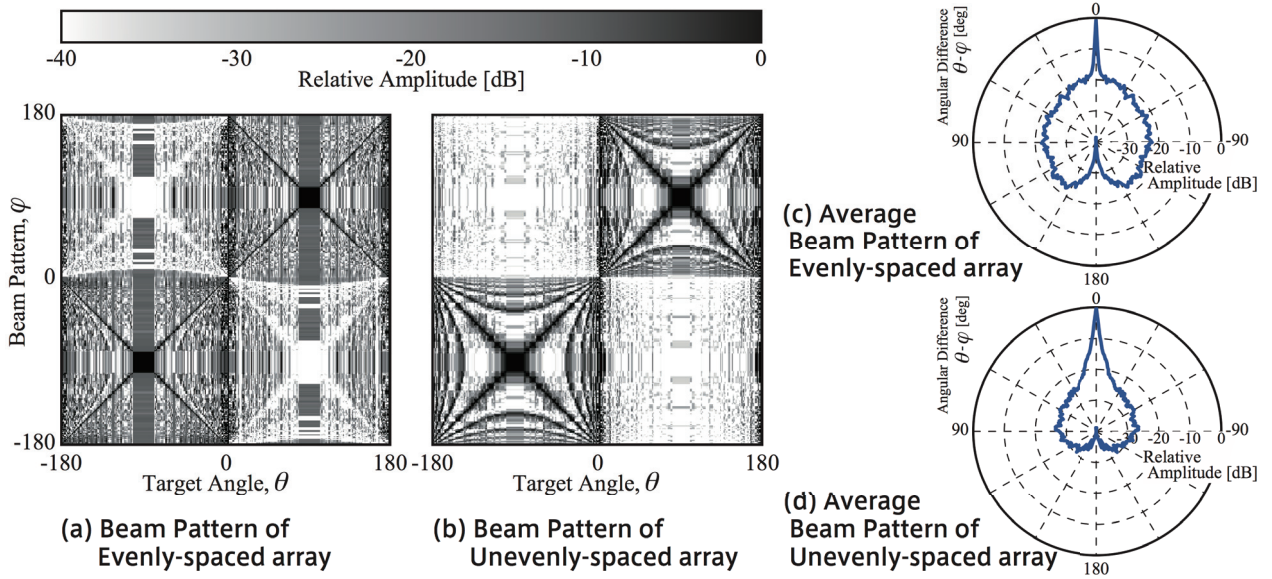 -40 -30 -20 -10 0
Relative Amplitude [dB]
180
0
-180
Beam Pattern, φ
-180 0 180
Target Angle, θ
-180 0 180
Target Angle, θ
(a) Beam Pattern of
Evenly-spaced array
(b) Beam Pattern of
Unevenly-spaced array
0
Angular Difference
θ-φ [deg]
90
-30 -20 -10 0
-90
Relative
Amplitude [dB]
180
(c) Average
Beam Pattern of
Evenly-spaced array
0
Angular Difference
θ-φ [deg]
90
-30 -20 -10 0
-90
Relative
Amplitude [dB]
180
(d) Average
Beam Pattern of
Unevenly-spaced array